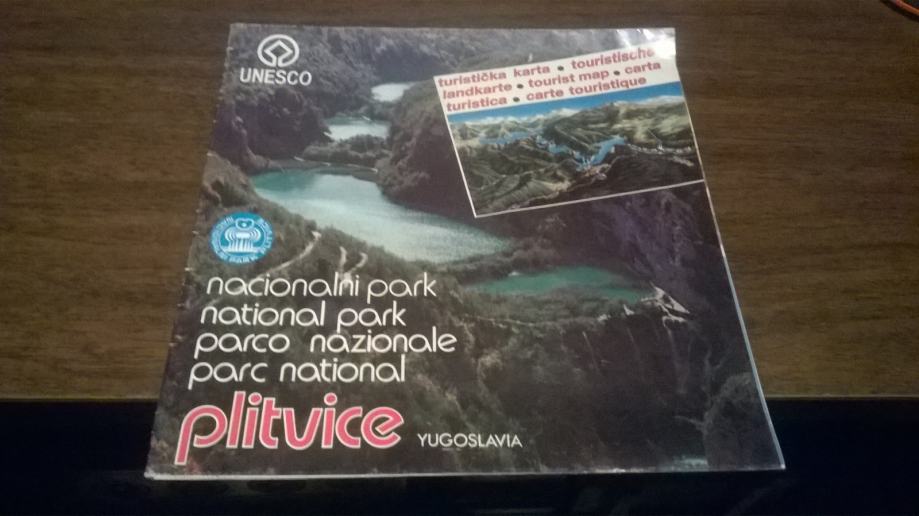 UNESCO
turistička karta • touristische
landkarte • tourist map • carta
turistica • carte touristique
nacionalni park
national park
parco nazionale
parc national
plitvice
YUGOSLAVIA